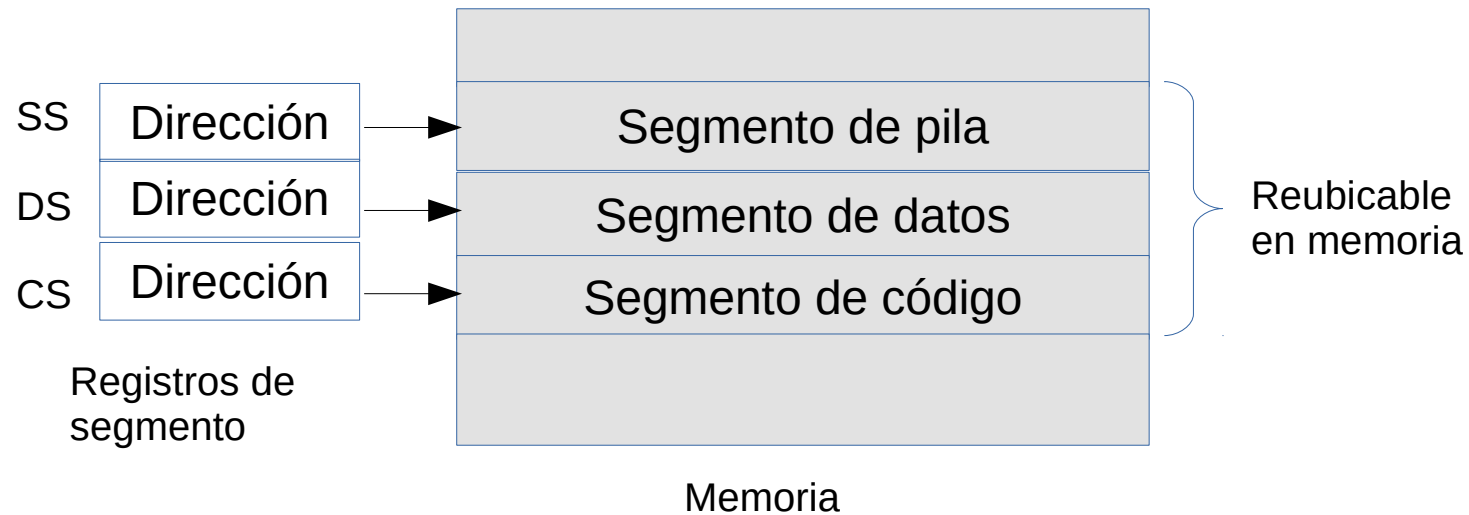 SS
Dirección
Segmento de pila
DS
Dirección
Segmento de datos
CS
Dirección
Segmento de código
Reubicable
en memoria
Registros de
segmento
Memoria